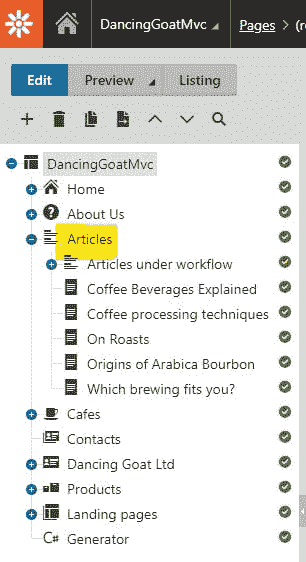 DancingGoatMvc Pages > (r
Edit Preview Listing
DancingGoatMvc
Home
About Us
Articles
Articles under workflow
Coffee Beverages Explained
Coffee processing techniques
On Roasts
Origins of Arabica Bourbon
Which brewing fits you?
Cafes
Contacts
Dancing Goat Ltd
Products
Landing pages
C# Generator